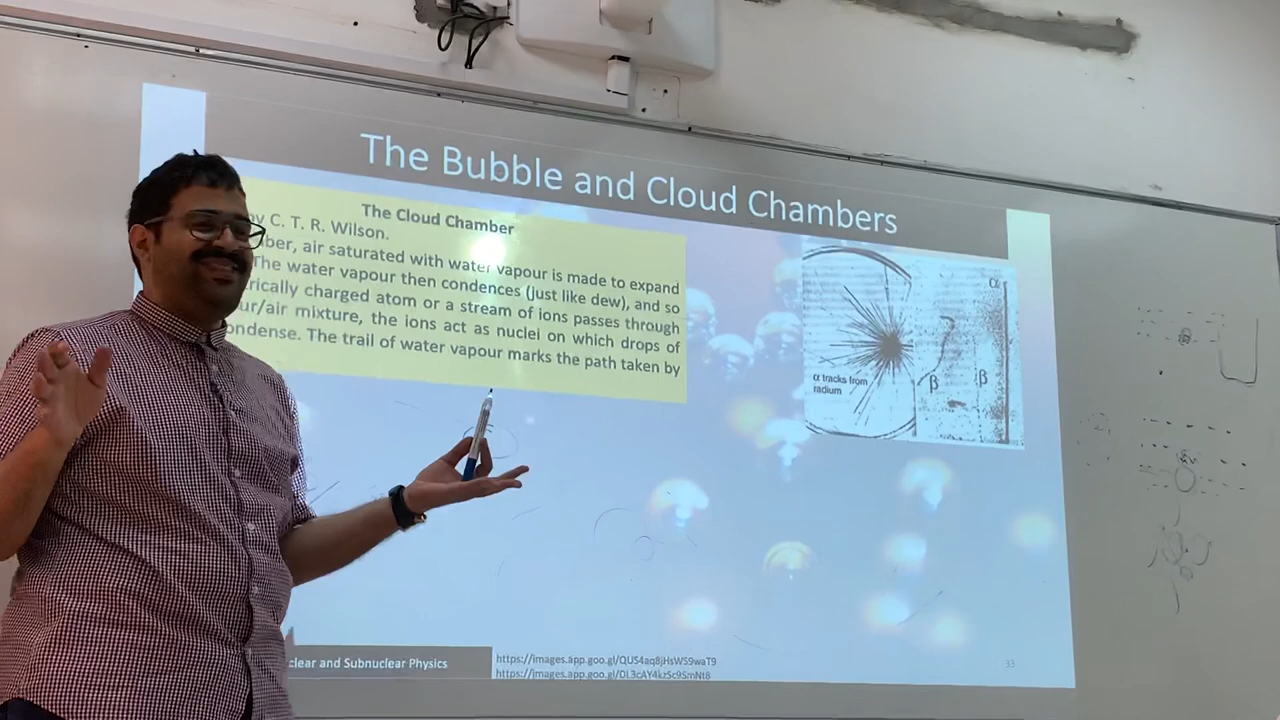 The Bubble and Cloud Chambers
The Cloud Chamber
by C. T. R. Wilson.
ber, air saturated with water vapour is made to expand
The water vapour then condences (just like dew), and so
rically charged atom or a stream of ions passes through
ur/air mixture, the ions act as nuclei on which drops of
ondense. The trail of water vapour marks the path taken by
α
α tracks from
radium
β
β
clear and Subnuclear Physics
https://images.app.goo.gl/QUS4aq8jHsWS9waT9
https://images.app.goo.gl/DL3cAY4kzSc9SmNt8
33